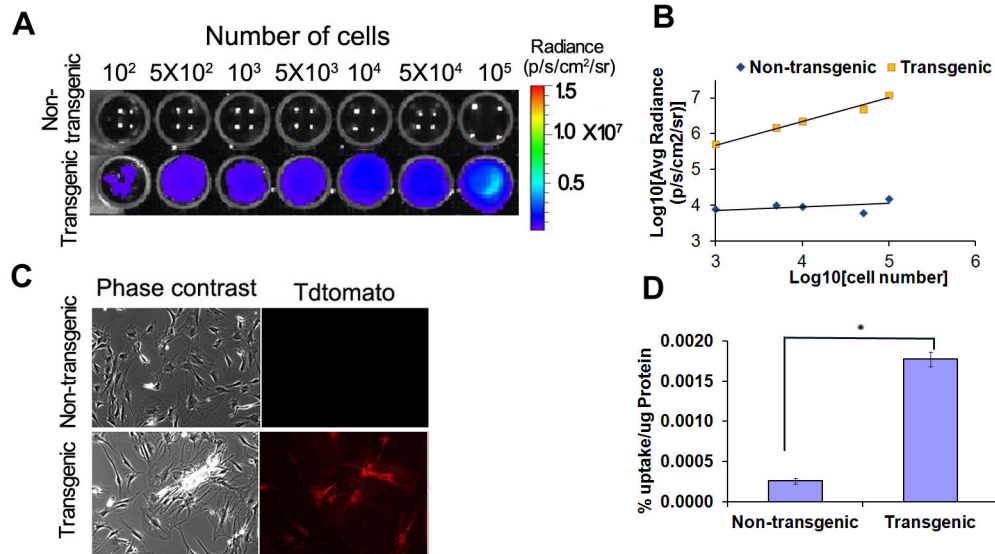 A
Number of cells
10² 5X10² 10³ 5X10³ 10⁴ 5X10⁴ 10⁵
Non-
transgenic
Transgenic
Radiance
(p/s/cm²/sr)
1.5
1.0 X10⁷
0.5
B
Non-transgenic Transgenic
Log10[Avg Radiance
(p/s/cm2/sr)]
7
6
5
4
3
3 4 5 6
Log10[cell number]
C
Phase contrast Tdtomato
Non-transgenic
Transgenic
D
*
% uptake/ug Protein
0.0020
0.0015
0.0010
0.0005
0.0000
Non-transgenic Transgenic